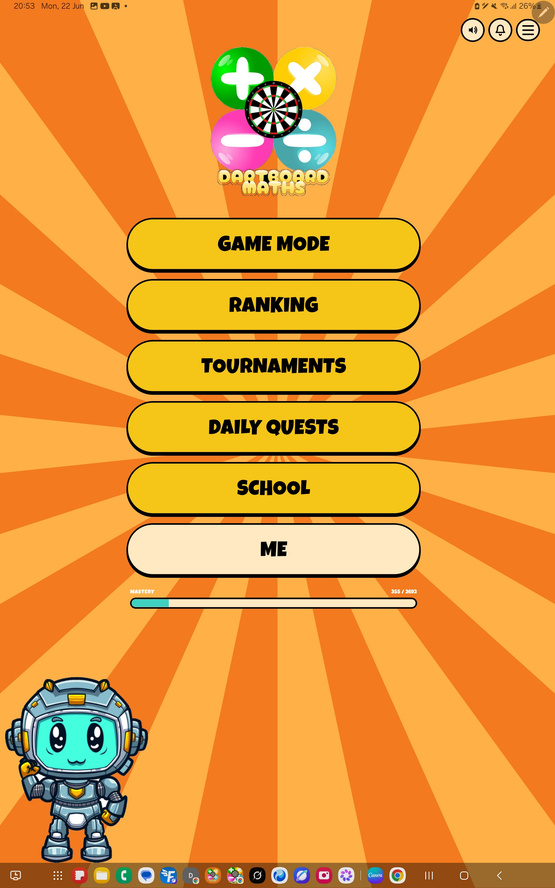 20:53 Mon, 22 Jun
26%
DARTBOARD
MATHS
GAME MODE
RANKING
TOURNAMENTS
DAILY QUESTS
SCHOOL
ME
MASTERY